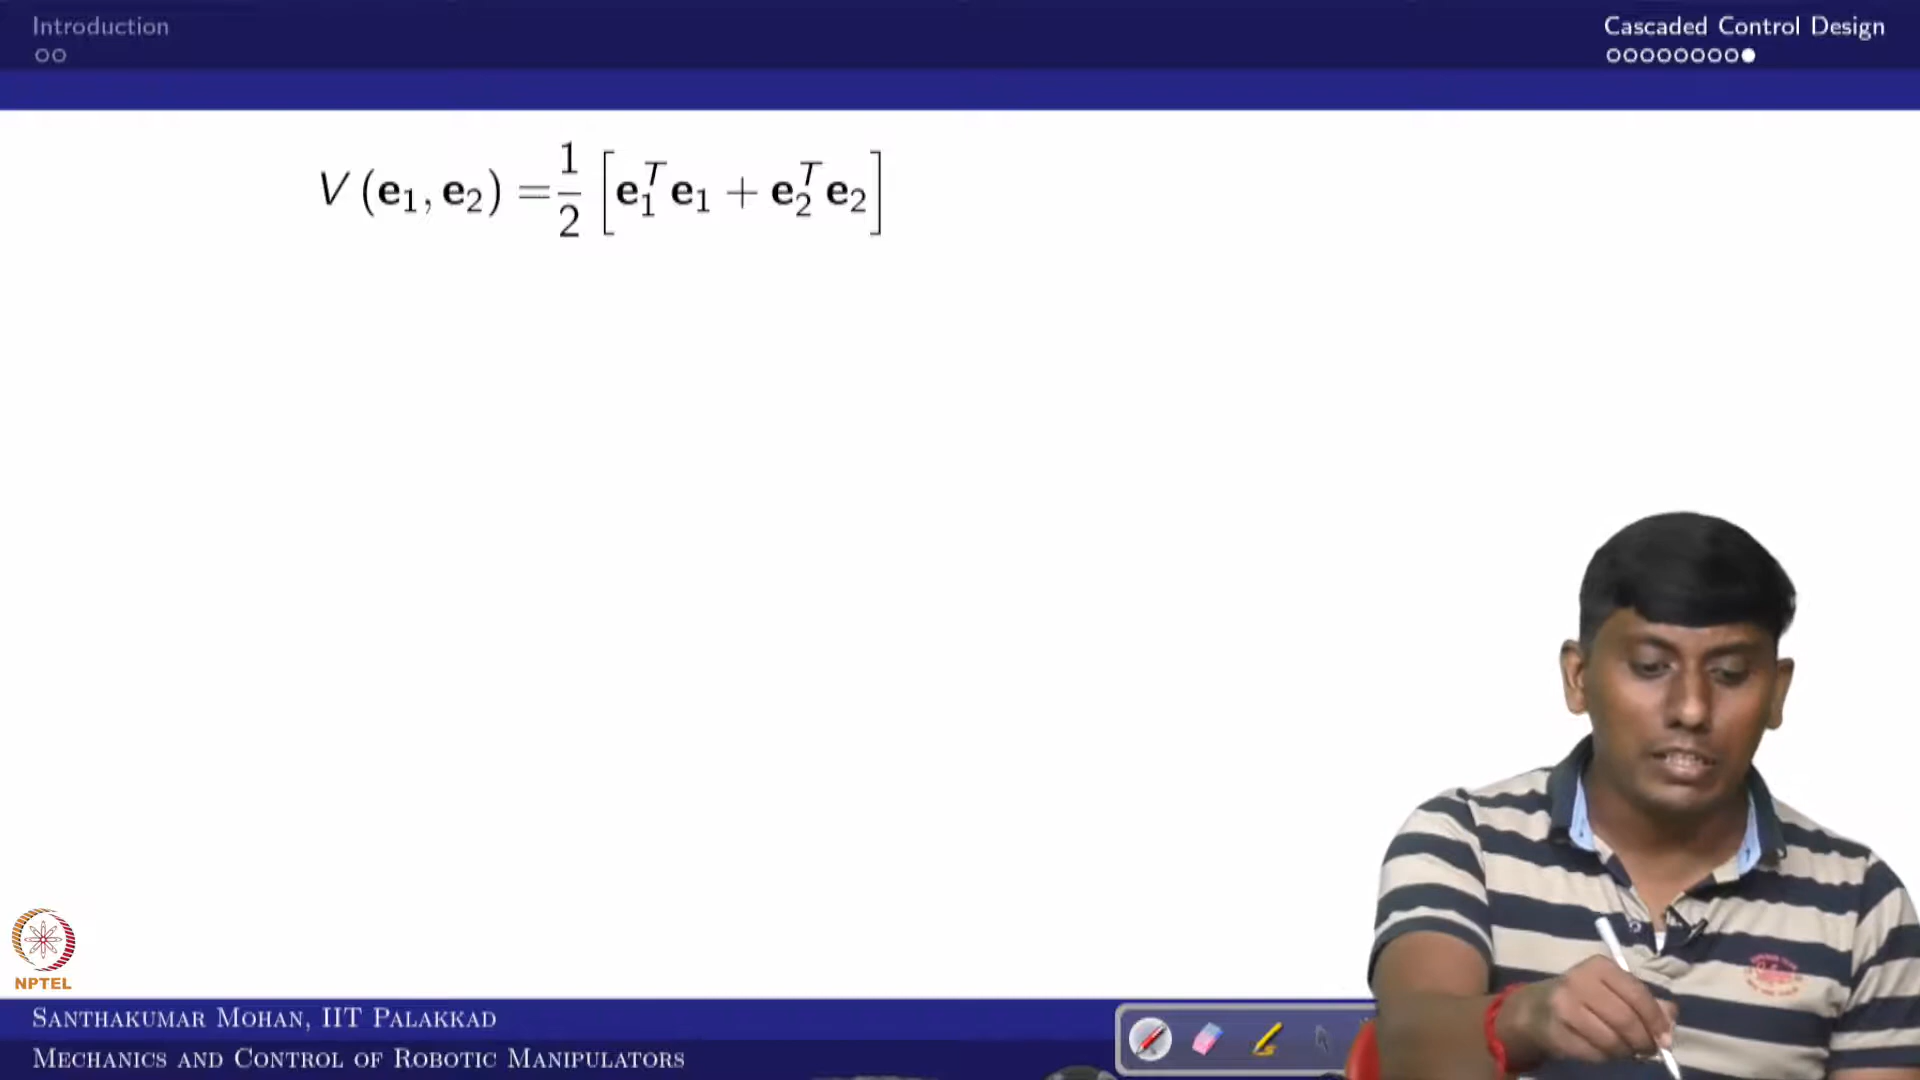 Introduction
Cascaded Control Design
V (e₁, e₂) = 1/2 [e₁ᵀe₁ + e₂ᵀe₂]
NPTEL
SANTHAKUMAR MOHAN, IIT PALAKKAD
MECHANICS AND CONTROL OF ROBOTIC MANIPULATORS